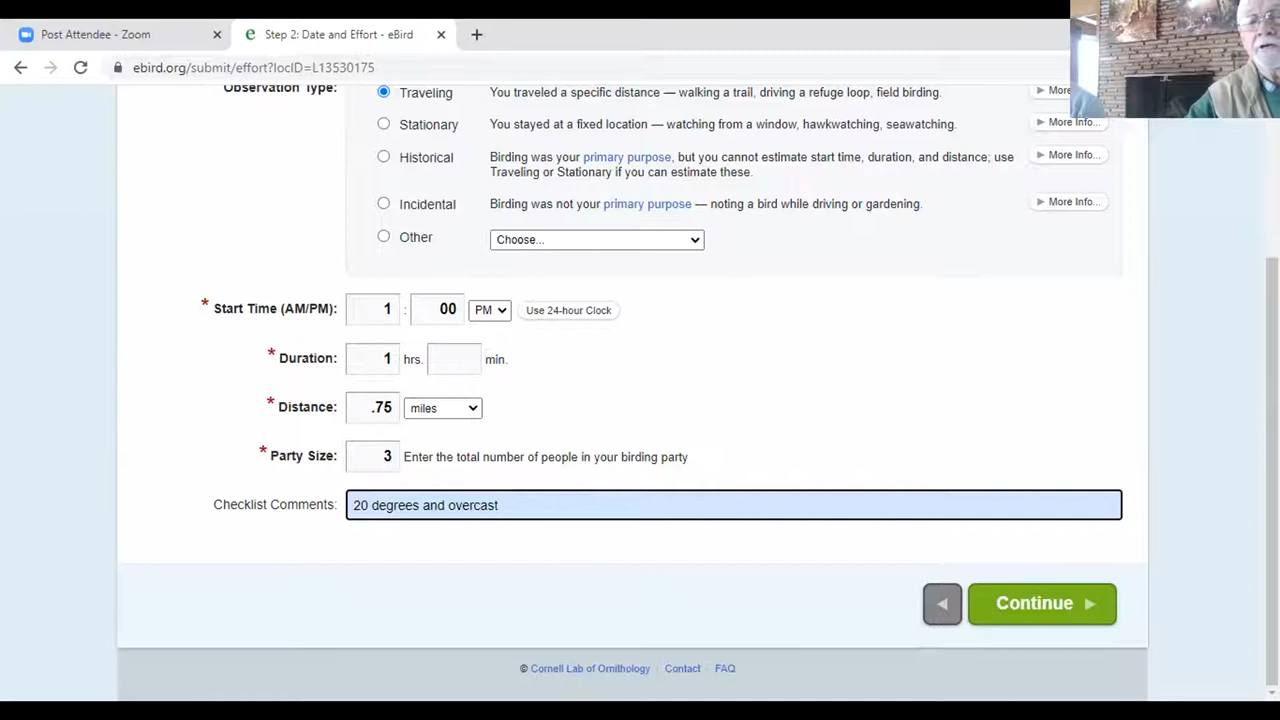 Post Attendee - Zoom
Step 2: Date and Effort - eBird
ebird.org/submit/effort?locID=L13530175
Observation Type:
Traveling You traveled a specific distance — walking a trail, driving a refuge loop, field birding. More
Stationary You stayed at a fixed location — watching from a window, hawkwatching, seawatching. More Info...
Historical Birding was your primary purpose, but you cannot estimate start time, duration, and distance; use More Info...
Traveling or Stationary if you can estimate these.
Incidental Birding was not your primary purpose — noting a bird while driving or gardening. More Info...
Other Choose...
* Start Time (AM/PM): 1 : 00 PM Use 24-hour Clock
* Duration: 1 hrs. min.
* Distance: .75 miles
* Party Size: 3 Enter the total number of people in your birding party
Checklist Comments: 20 degrees and overcast
Continue
© Cornell Lab of Ornithology | Contact | FAQ